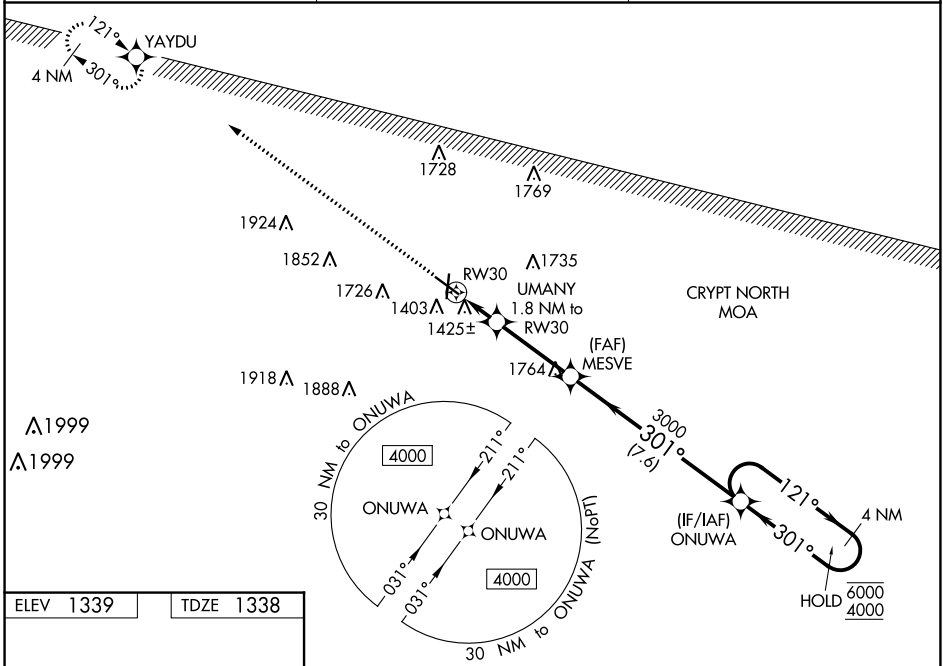 121°
YAYDU
4 NM
301°
1728
1769
1924
1852
1735
RW30
1726
UMANY
1.8 NM to
RW30
1403
1425±
CRYPT NORTH
MOA
(FAF)
MESVE
1764
1918
1888
1999
1999
3000
301°
(7.6)
30 NM to ONUWA
4000
211°
211°
ONUWA
ONUWA
031°
031°
4000
30 NM to ONUWA (NoPT)
121°
4 NM
(IF/IAF)
ONUWA
301°
HOLD 6000
4000
ELEV 1339
TDZE 1338